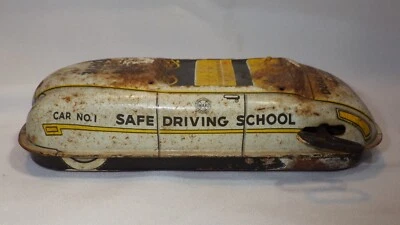 CAR NO.1 SAFE DRIVING SCHOOL